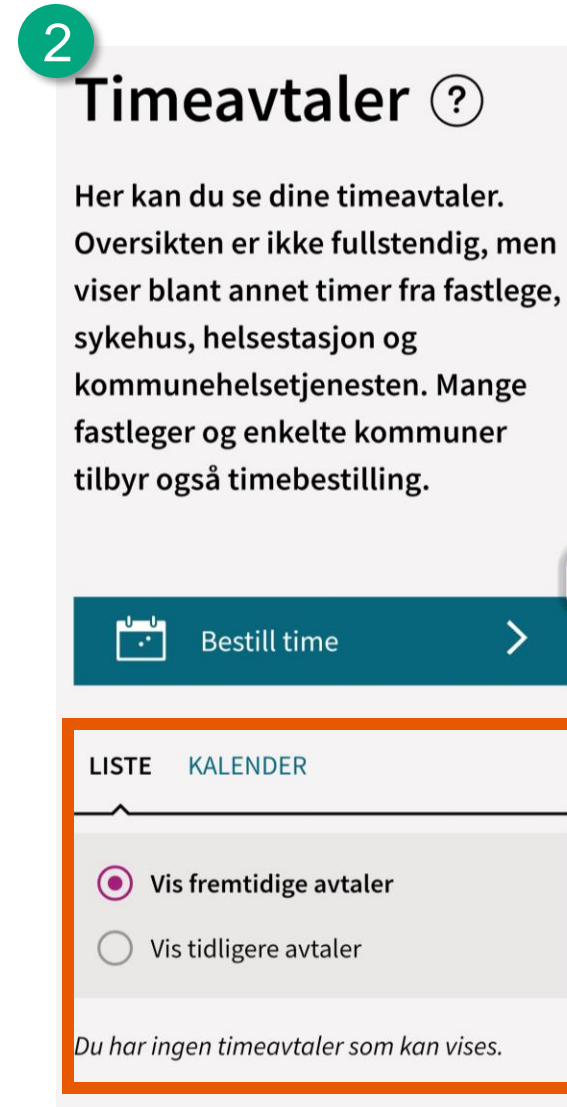 2
Timeavtaler ?
Her kan du se dine timeavtaler.
Oversikten er ikke fullstendig, men
viser blant annet timer fra fastlege,
sykehus, helsestasjon og
kommunehelsetjenesten. Mange
fastleger og enkelte kommuner
tilbyr også timebestilling.
Bestill time
LISTE KALENDER
Vis fremtidige avtaler
Vis tidligere avtaler
Du har ingen timeavtaler som kan vises.